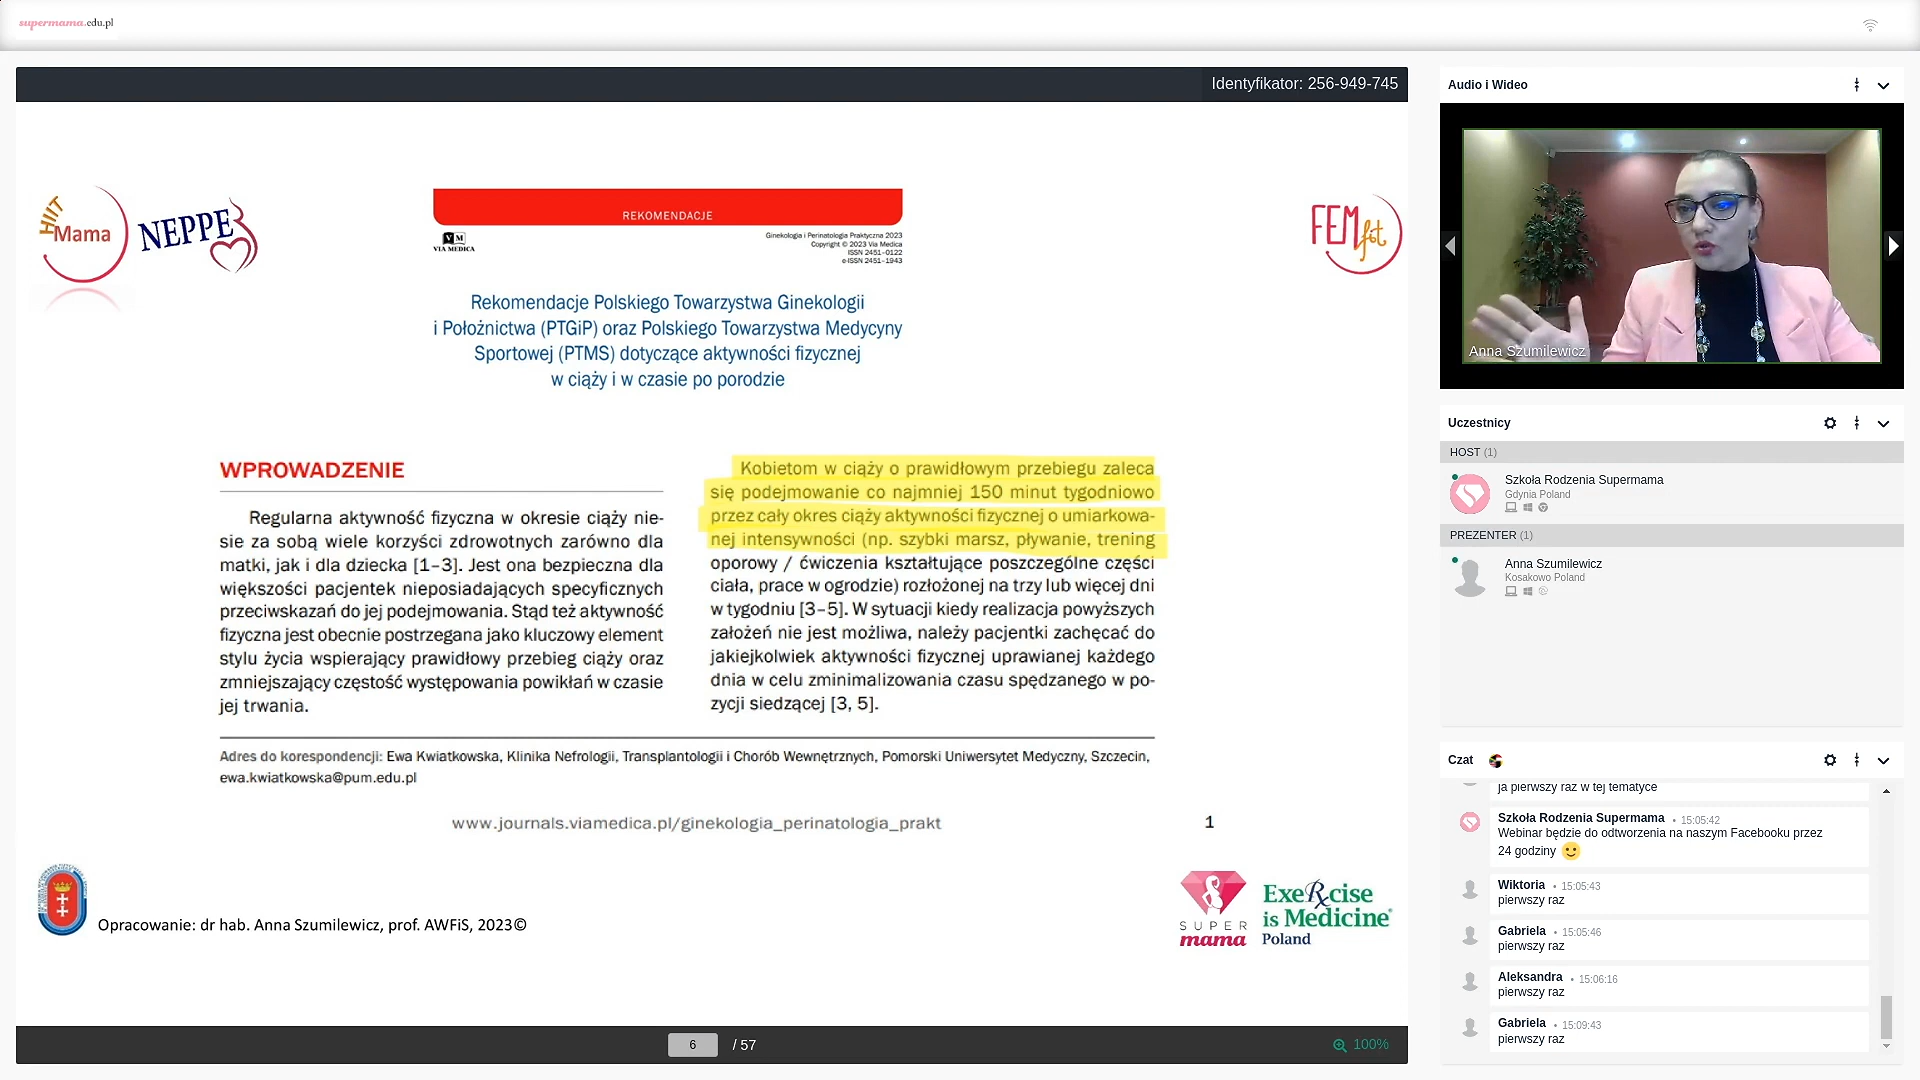 supermama.edu.pl
Identyfikator: 256-949-745
HIIT
Mama
NEPPE
REKOMENDACJE
VM
VIA MEDICA
Ginekologia i Perinatologia Praktyczna 2023
Copyright © 2023 Via Medica
ISSN 2451–0122
e-ISSN 2451–1943
FEM
fit
Rekomendacje Polskiego Towarzystwa Ginekologii
i Położnictwa (PTGiP) oraz Polskiego Towarzystwa Medycyny
Sportowej (PTMS) dotyczące aktywności fizycznej
w ciąży i w czasie po porodzie
WPROWADZENIE
Regularna aktywność fizyczna w okresie ciąży nie-
sie za sobą wiele korzyści zdrowotnych zarówno dla
matki, jak i dla dziecka [1–3]. Jest ona bezpieczna dla
większości pacjentek nieposiadających specyficznych
przeciwskazań do jej podejmowania. Stąd też aktywność
fizyczna jest obecnie postrzegana jako kluczowy element
stylu życia wspierający prawidłowy przebieg ciąży oraz
zmniejszający częstość występowania powikłań w czasie
jej trwania.
Kobietom w ciąży o prawidłowym przebiegu zaleca
się podejmowanie co najmniej 150 minut tygodniowo
przez cały okres ciąży aktywności fizycznej o umiarkowa-
nej intensywności (np. szybki marsz, pływanie, trening
oporowy / ćwiczenia kształtujące poszczególne części
ciała, prace w ogrodzie) rozłożonej na trzy lub więcej dni
w tygodniu [3–5]. W sytuacji kiedy realizacja powyższych
założeń nie jest możliwa, należy pacjentki zachęcać do
jakiejkolwiek aktywności fizycznej uprawianej każdego
dnia w celu zminimalizowania czasu spędzanego w po-
zycji siedzącej [3, 5].
Adres do korespondencji: Ewa Kwiatkowska, Klinika Nefrologii, Transplantologii i Chorób Wewnętrznych, Pomorski Uniwersytet Medyczny, Szczecin,
ewa.kwiatkowska@pum.edu.pl
www.journals.viamedica.pl/ginekologia_perinatologia_prakt
1
Opracowanie: dr hab. Anna Szumilewicz, prof. AWFiS, 2023©
SUPER
mama
ExeRxcise
is Medicine®
Poland
6 / 57
100%
Audio i Wideo
Anna Szumilewicz
Uczestnicy
HOST (1)
Szkoła Rodzenia Supermama
Gdynia Poland
PREZENTER (1)
Anna Szumilewicz
Kosakowo Poland
Czat
ja pierwszy raz w tej tematyce
Szkoła Rodzenia Supermama • 15:05:42
Webinar będzie do odtworzenia na naszym Facebooku przez
24 godziny 🙂
Wiktoria • 15:05:43
pierwszy raz
Gabriela • 15:05:46
pierwszy raz
Aleksandra • 15:06:16
pierwszy raz
Gabriela • 15:09:43
pierwszy raz